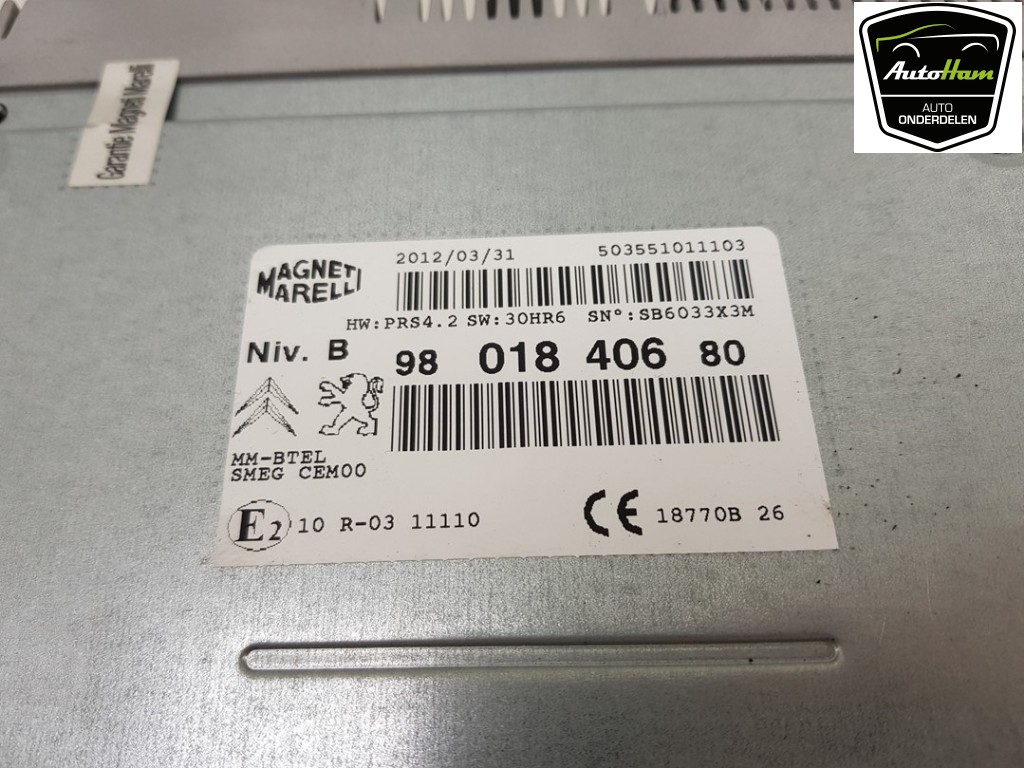 AutoHam
AUTO
ONDERDELEN
Garantie Magneti Marelli
2012/03/31 503551011103
MAGNETI
MARELLI
HW:PRS4.2 SW:30HR6 SN°:SB6033X3M
Niv. B 98 018 406 80
MM-BTEL
SMEG CEM00
E2 10 R-03 11110 CE 18770B 26